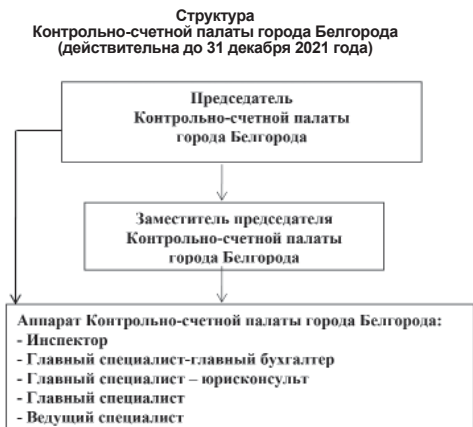 Структура
Контрольно-счетной палаты города Белгорода
(действительна до 31 декабря 2021 года)
Председатель
Контрольно-счетной палаты
города Белгорода
Заместитель председателя
Контрольно-счетной палаты
города Белгорода
Аппарат Контрольно-счетной палаты города Белгорода:
- Инспектор
- Главный специалист-главный бухгалтер
- Главный специалист – юрисконсульт
- Главный специалист
- Ведущий специалист